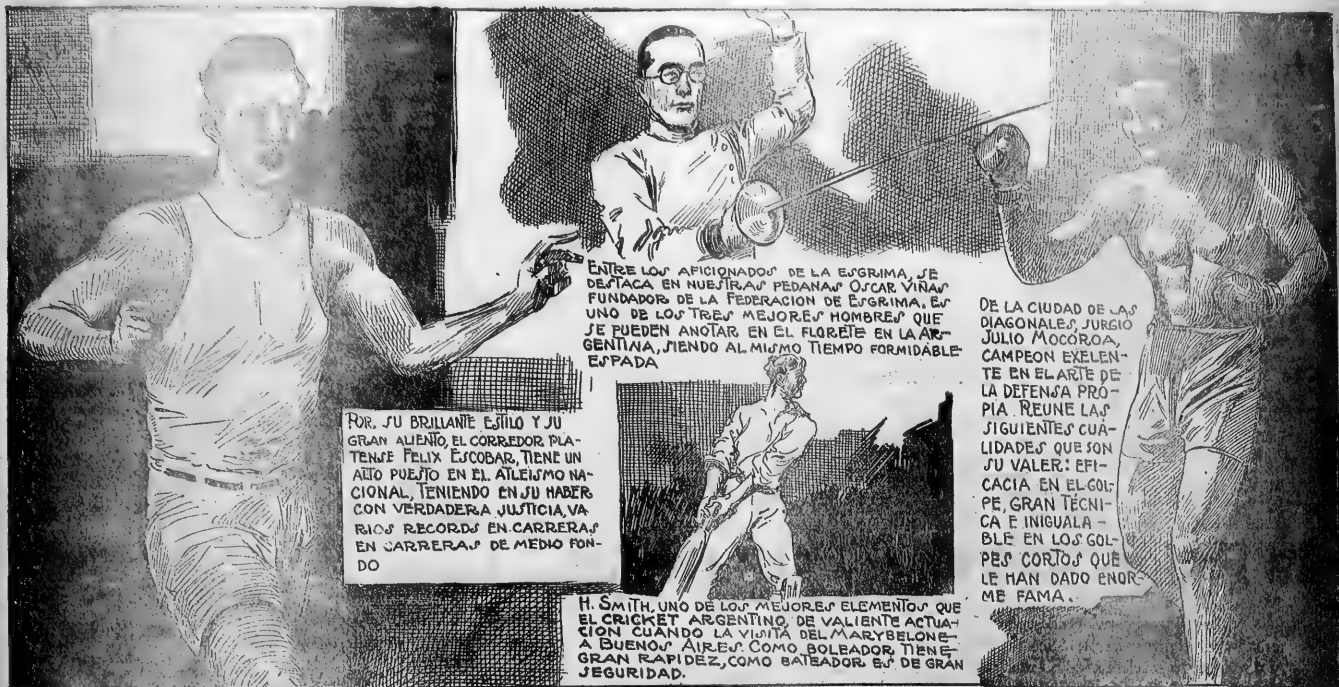 ENTRE LOS AFICIONADOS DE LA ESGRIMA, SE
DESTACA EN NUESTRAS PEDANAS OSCAR VIÑAS
FUNDADOR DE LA FEDERACION DE ESGRIMA. ES
UNO DE LOS TRES MEJORES HOMBRES QUE
SE PUEDEN ANOTAR EN EL FLORETE EN LA AR-
GENTINA, SIENDO AL MISMO TIEMPO FORMIDABLE
ESPADA
POR SU BRILLANTE ESTILO Y SU
GRAN ALIENTO, EL CORREDOR PLA-
TENSE FELIX ESCOBAR, TIENE UN
ALTO PUESTO EN EL ATLEISMO NA-
CIONAL, TENIENDO EN SU HABER
CON VERDADERA JUSTICIA, VA
RIOS RECORDS EN CARRERAS
EN CARRERAS DE MEDIO FON-
DO
H. SMITH, UNO DE LOS MEJORES ELEMENTOS QUE
EL CRICKET ARGENTINO, DE VALIENTE ACTUA-
CION CUANDO LA VISITA DEL MARYBELONE
A BUENOS AIRES. COMO BOLEADOR TIENE
GRAN RAPIDEZ, COMO BATEADOR ES DE GRAN
SEGURIDAD.
DE LA CIUDAD DE LAS
DIAGONALES, SURGIO
JULIO MOCOROA,
CAMPEON EXELEN-
TE EN EL ARTE DE
LA DEFENSA PRO-
PIA. REUNE LAS
SIGUIENTES CUA-
LIDADES QUE SON
SU VALER: EFI-
CACIA EN EL GOL-
PE, GRAN TÉCNI-
CA E INIGUALA-
BLE EN LOS GOL-
PES CORTOS QUE
LE HAN DADO ENOR-
ME FAMA.